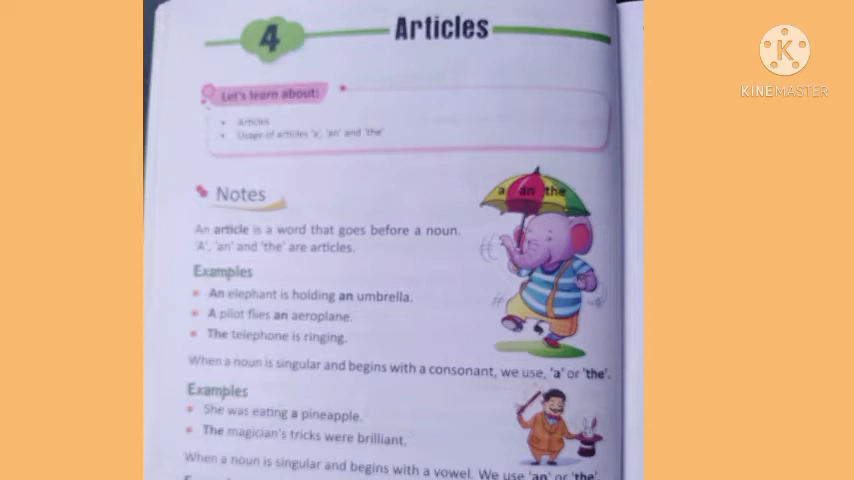 4
Articles
K
KINEMASTER
Let's learn about:
• Articles
• Usage of articles 'a', 'an' and 'the'
a an the
Notes
An article is a word that goes before a noun.
'A', 'an' and 'the' are articles.
Examples
• An elephant is holding an umbrella.
• A pilot flies an aeroplane.
• The telephone is ringing.
When a noun is singular and begins with a consonant, we use, 'a' or 'the'.
Examples
• She was eating a pineapple.
• The magician's tricks were brilliant.
When a noun is singular and begins with a vowel. We use 'an' or 'the'.